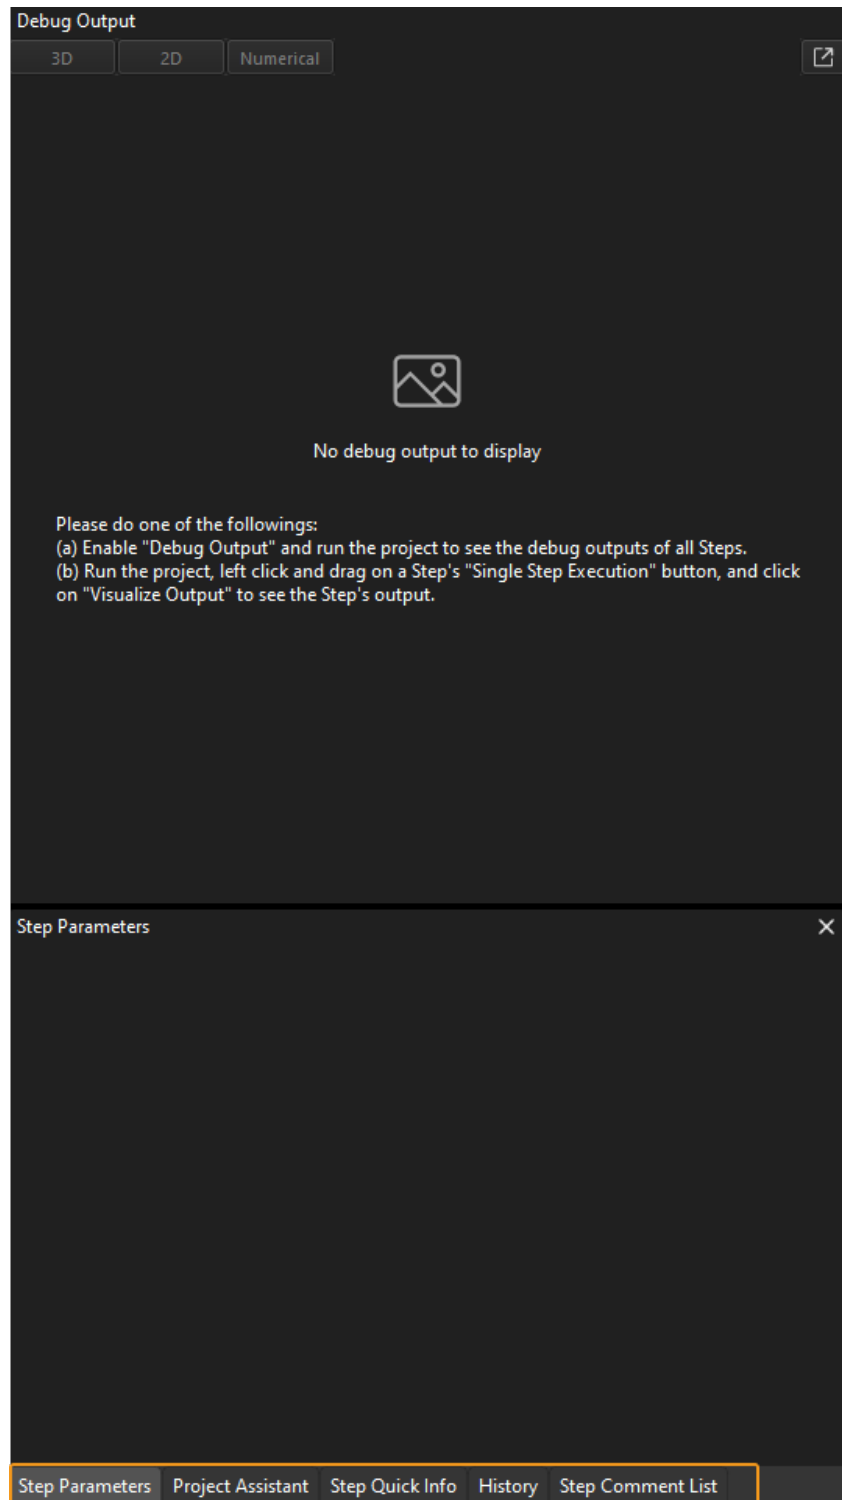 Debug Output
3D 2D Numerical
No debug output to display
Please do one of the followings:
(a) Enable "Debug Output" and run the project to see the debug outputs of all Steps.
(b) Run the project, left click and drag on a Step's "Single Step Execution" button, and click
on "Visualize Output" to see the Step's output.
Step Parameters
Step Parameters Project Assistant Step Quick Info History Step Comment List